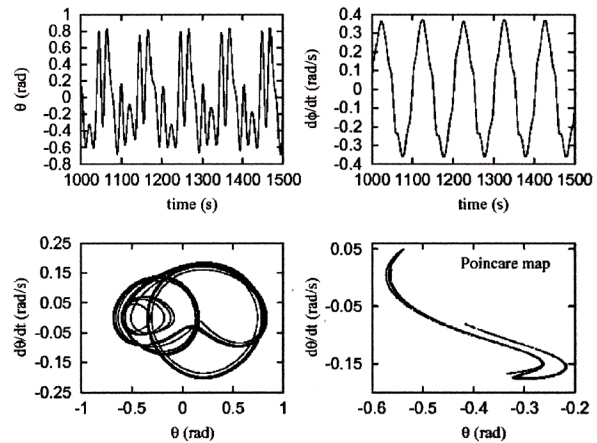 1
0.8
0.6
0.4
0.2
0
-0.2
-0.4
-0.6
-0.8
θ (rad)
1000 1100 1200 1300 1400 1500
time (s)
0.4
0.3
0.2
0.1
0
0.1
0.2
0.3
0.4
dϕ/dt (rad/s)
1000 1100 1200 1300 1400 1500
time (s)
0.25
0.15
0.05
-0.05
-0.15
-0.25
dθ/dt (rad/s)
-1 -0.5 0 0.5 1
θ (rad)
Poincare map
0.05
-0.05
-0.15
0.25
dθ/dt (rad/s)
-0.6 -0.5 -0.4 -0.3 -0.2
θ (rad)